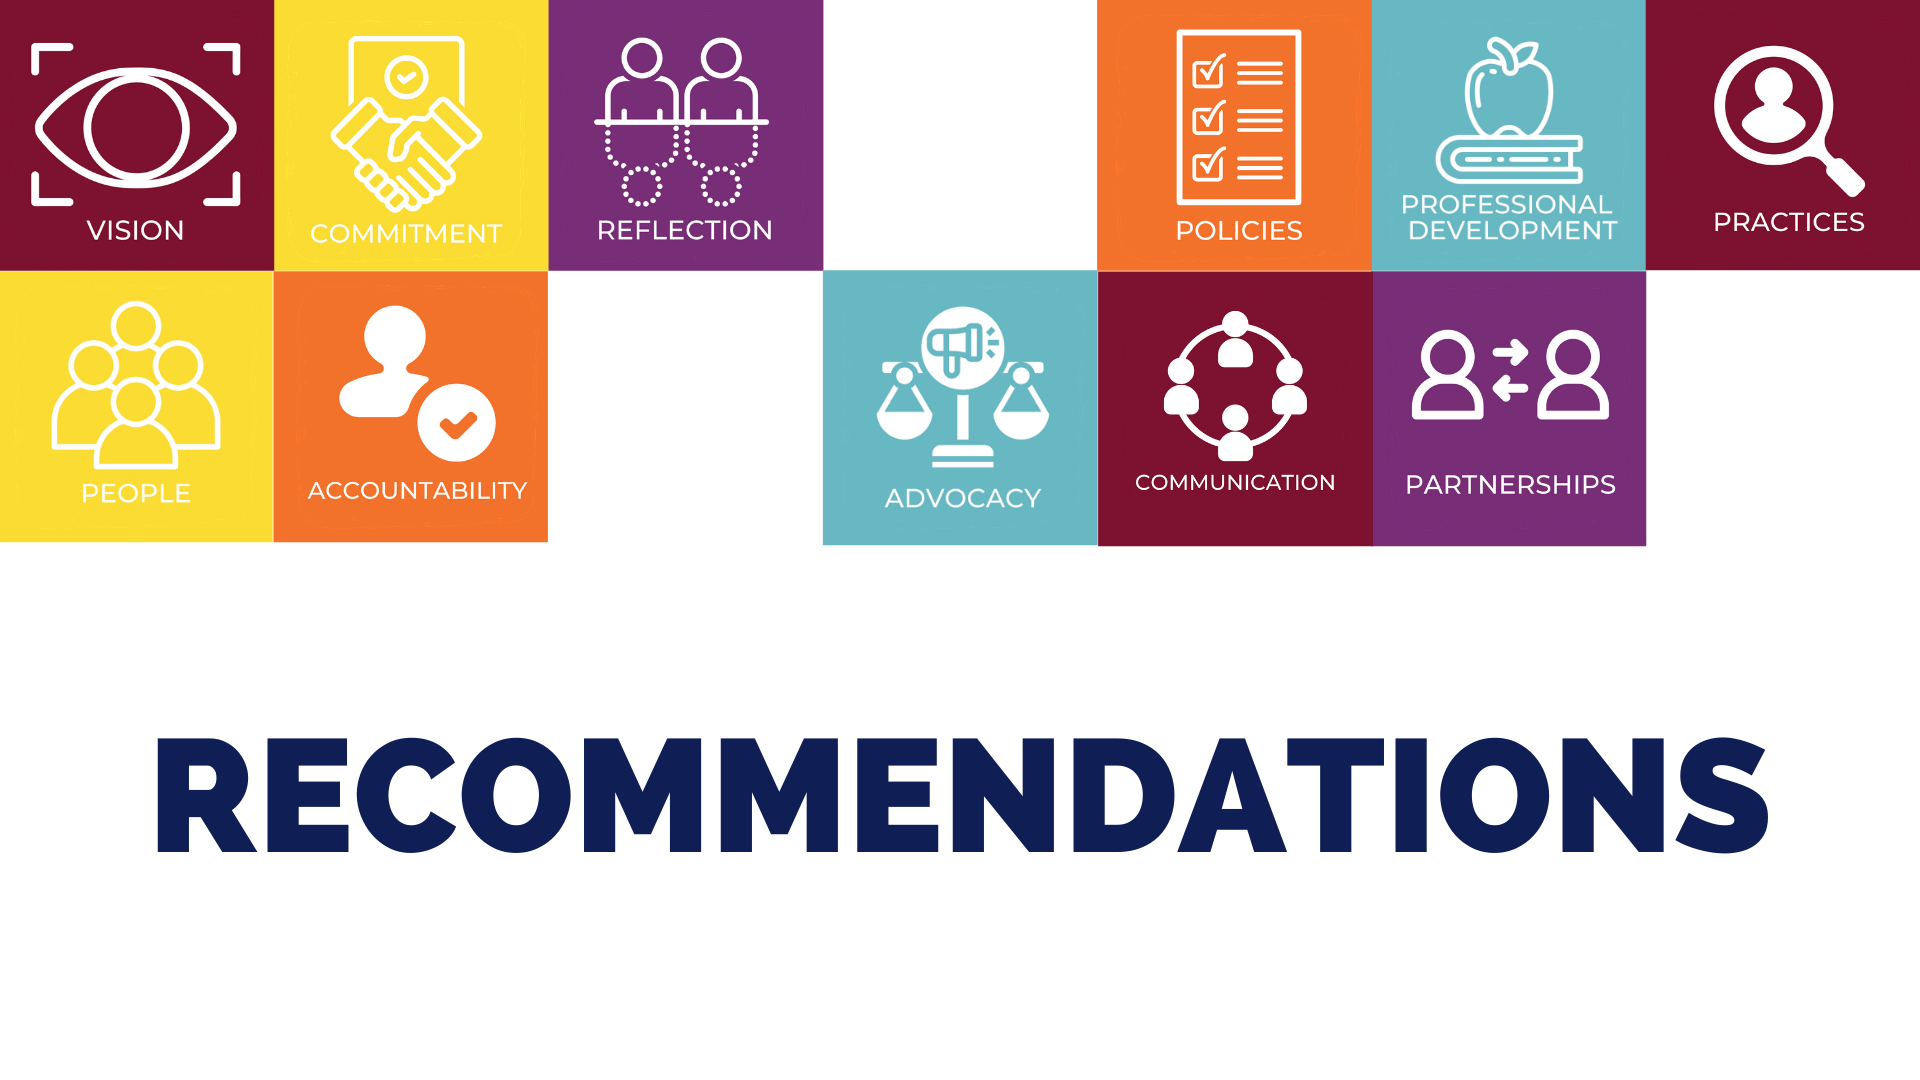 VISION
COMMITMENT
REFLECTION
POLICIES
PROFESSIONAL
DEVELOPMENT
PRACTICES
PEOPLE
ACCOUNTABILITY
ADVOCACY
COMMUNICATION
PARTNERSHIPS
RECOMMENDATIONS